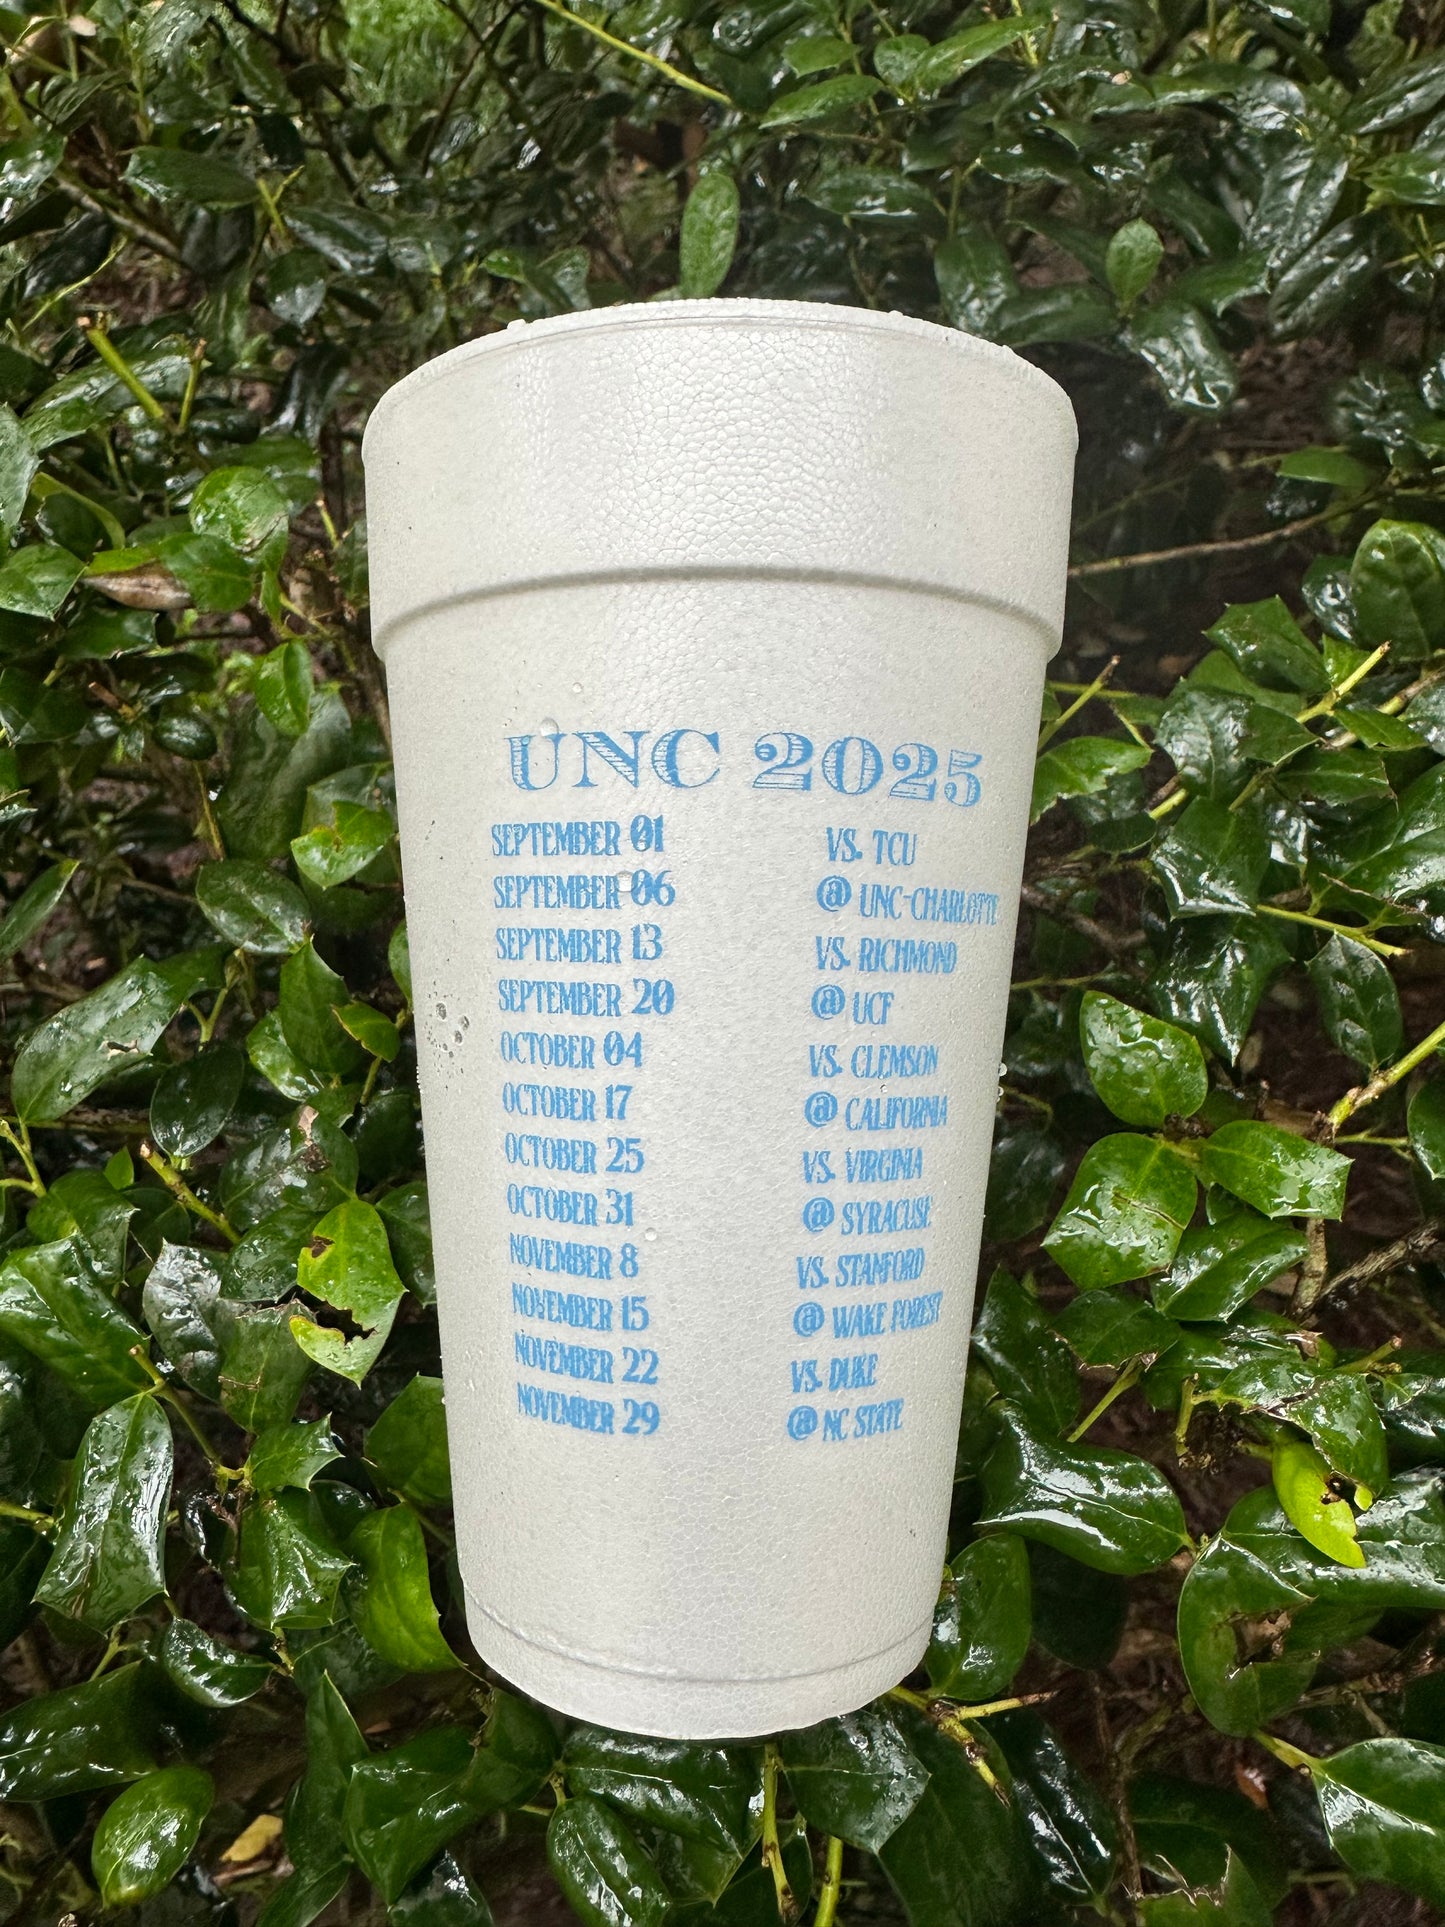 UNC 2025
SEPTEMBER 01 VS. TCU
SEPTEMBER 06 @ UNC-CHARLOTTE
SEPTEMBER 13 VS. RICHMOND
SEPTEMBER 20 @ UCF
OCTOBER 04 VS. CLEMSON
OCTOBER 17 @ CALIFORNIA
OCTOBER 25 VS. VIRGINIA
OCTOBER 31 @ SYRACUSE
NOVEMBER 8 VS. STANFORD
NOVEMBER 15 @ WAKE FOREST
NOVEMBER 22 VS. DUKE
NOVEMBER 29 @ NC STATE